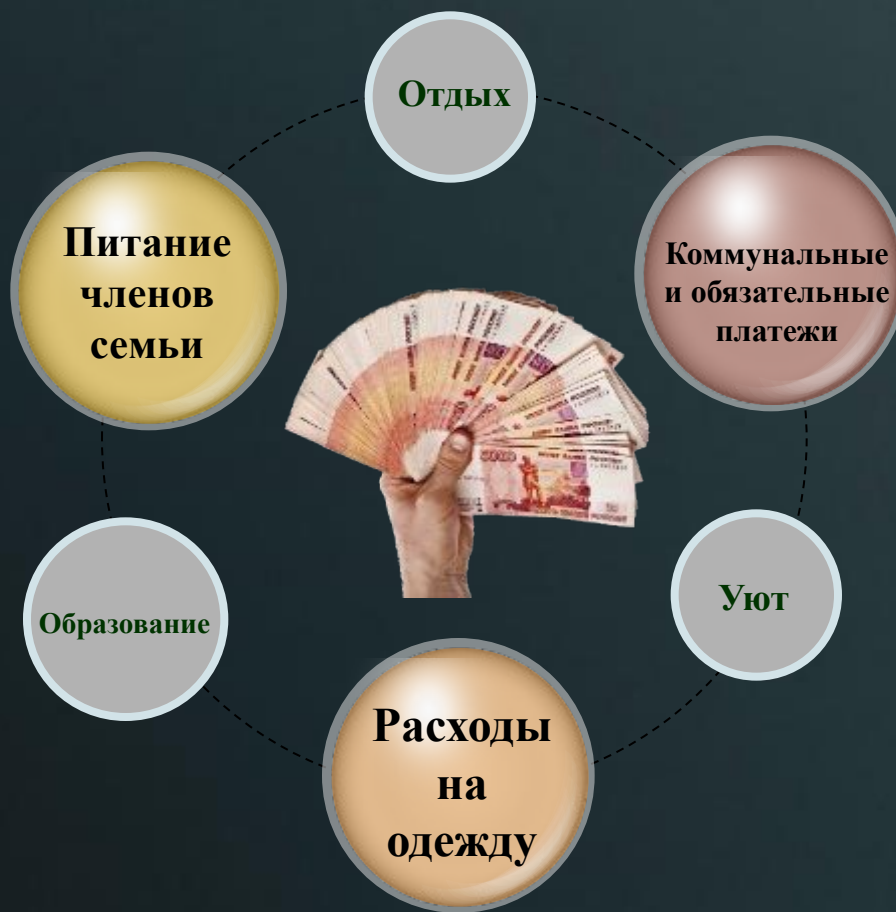 Отдых
Питание
членов
семьи
Коммунальные
и обязательные
платежи
Образование
Уют
Расходы
на
одежду